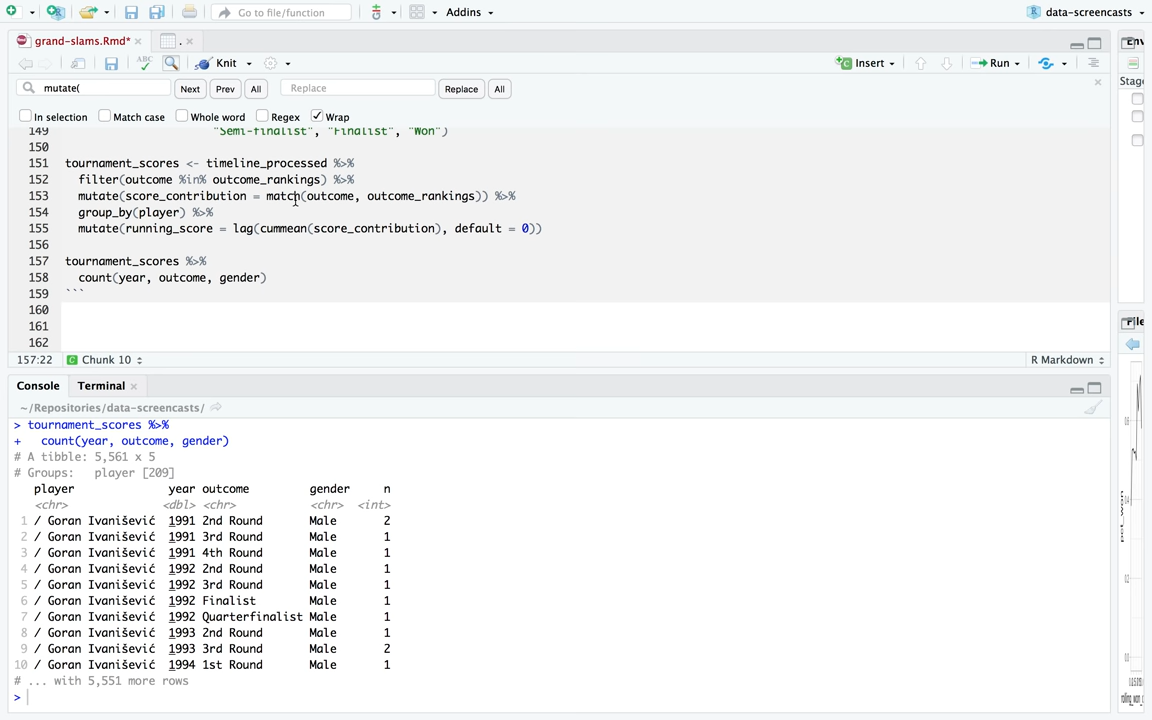 Go to file/function
Addins
data-screencasts
grand-slams.Rmd*
.
ABC
Knit
Insert
Run
mutate(
Next
Prev
All
Replace
Replace
All
In selection
Match case
Whole word
Regex
Wrap
149 "Semi-finalist", "Finalist", "Won")
150
151 tournament_scores <- timeline_processed %>%
152 filter(outcome %in% outcome_rankings) %>%
153 mutate(score_contribution = match(outcome, outcome_rankings)) %>%
154 group_by(player) %>%
155 mutate(running_score = lag(cummean(score_contribution), default = 0))
156
157 tournament_scores %>%
158 count(year, outcome, gender)
159 ```
160
161
162
157:22 Chunk 10
R Markdown
Console
Terminal
~/Repositories/data-screencasts/
> tournament_scores %>%
+ count(year, outcome, gender)
# A tibble: 5,561 x 5
# Groups: player [209]
player year outcome gender n
<chr> <dbl> <chr> <chr> <int>
1 / Goran Ivanišević 1991 2nd Round Male 2
2 / Goran Ivanišević 1991 3rd Round Male 1
3 / Goran Ivanišević 1991 4th Round Male 1
4 / Goran Ivanišević 1992 2nd Round Male 1
5 / Goran Ivanišević 1992 3rd Round Male 1
6 / Goran Ivanišević 1992 Finalist Male 1
7 / Goran Ivanišević 1992 Quarterfinalist Male 1
8 / Goran Ivanišević 1993 2nd Round Male 1
9 / Goran Ivanišević 1993 3rd Round Male 2
10 / Goran Ivanišević 1994 1st Round Male 1
# ... with 5,551 more rows
>
Env
Stage
File